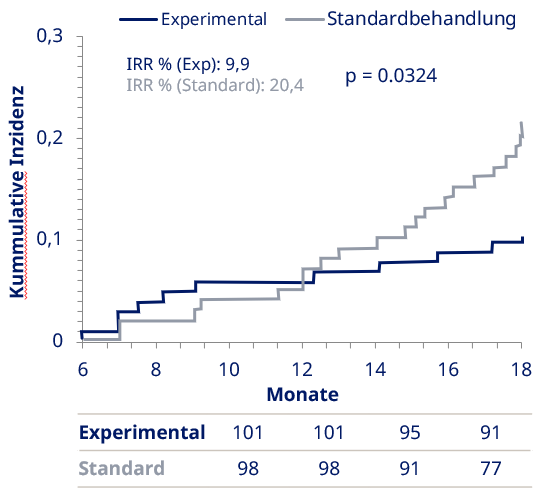 Experimental Standardbehandlung
0,3
IRR % (Exp): 9,9
IRR % (Standard): 20,4
p = 0.0324
0,2
0,1
0
Kummulative Inzidenz
6 8 10 12 14 16 18
Monate
Experimental 101 101 95 91
Standard 98 98 91 77